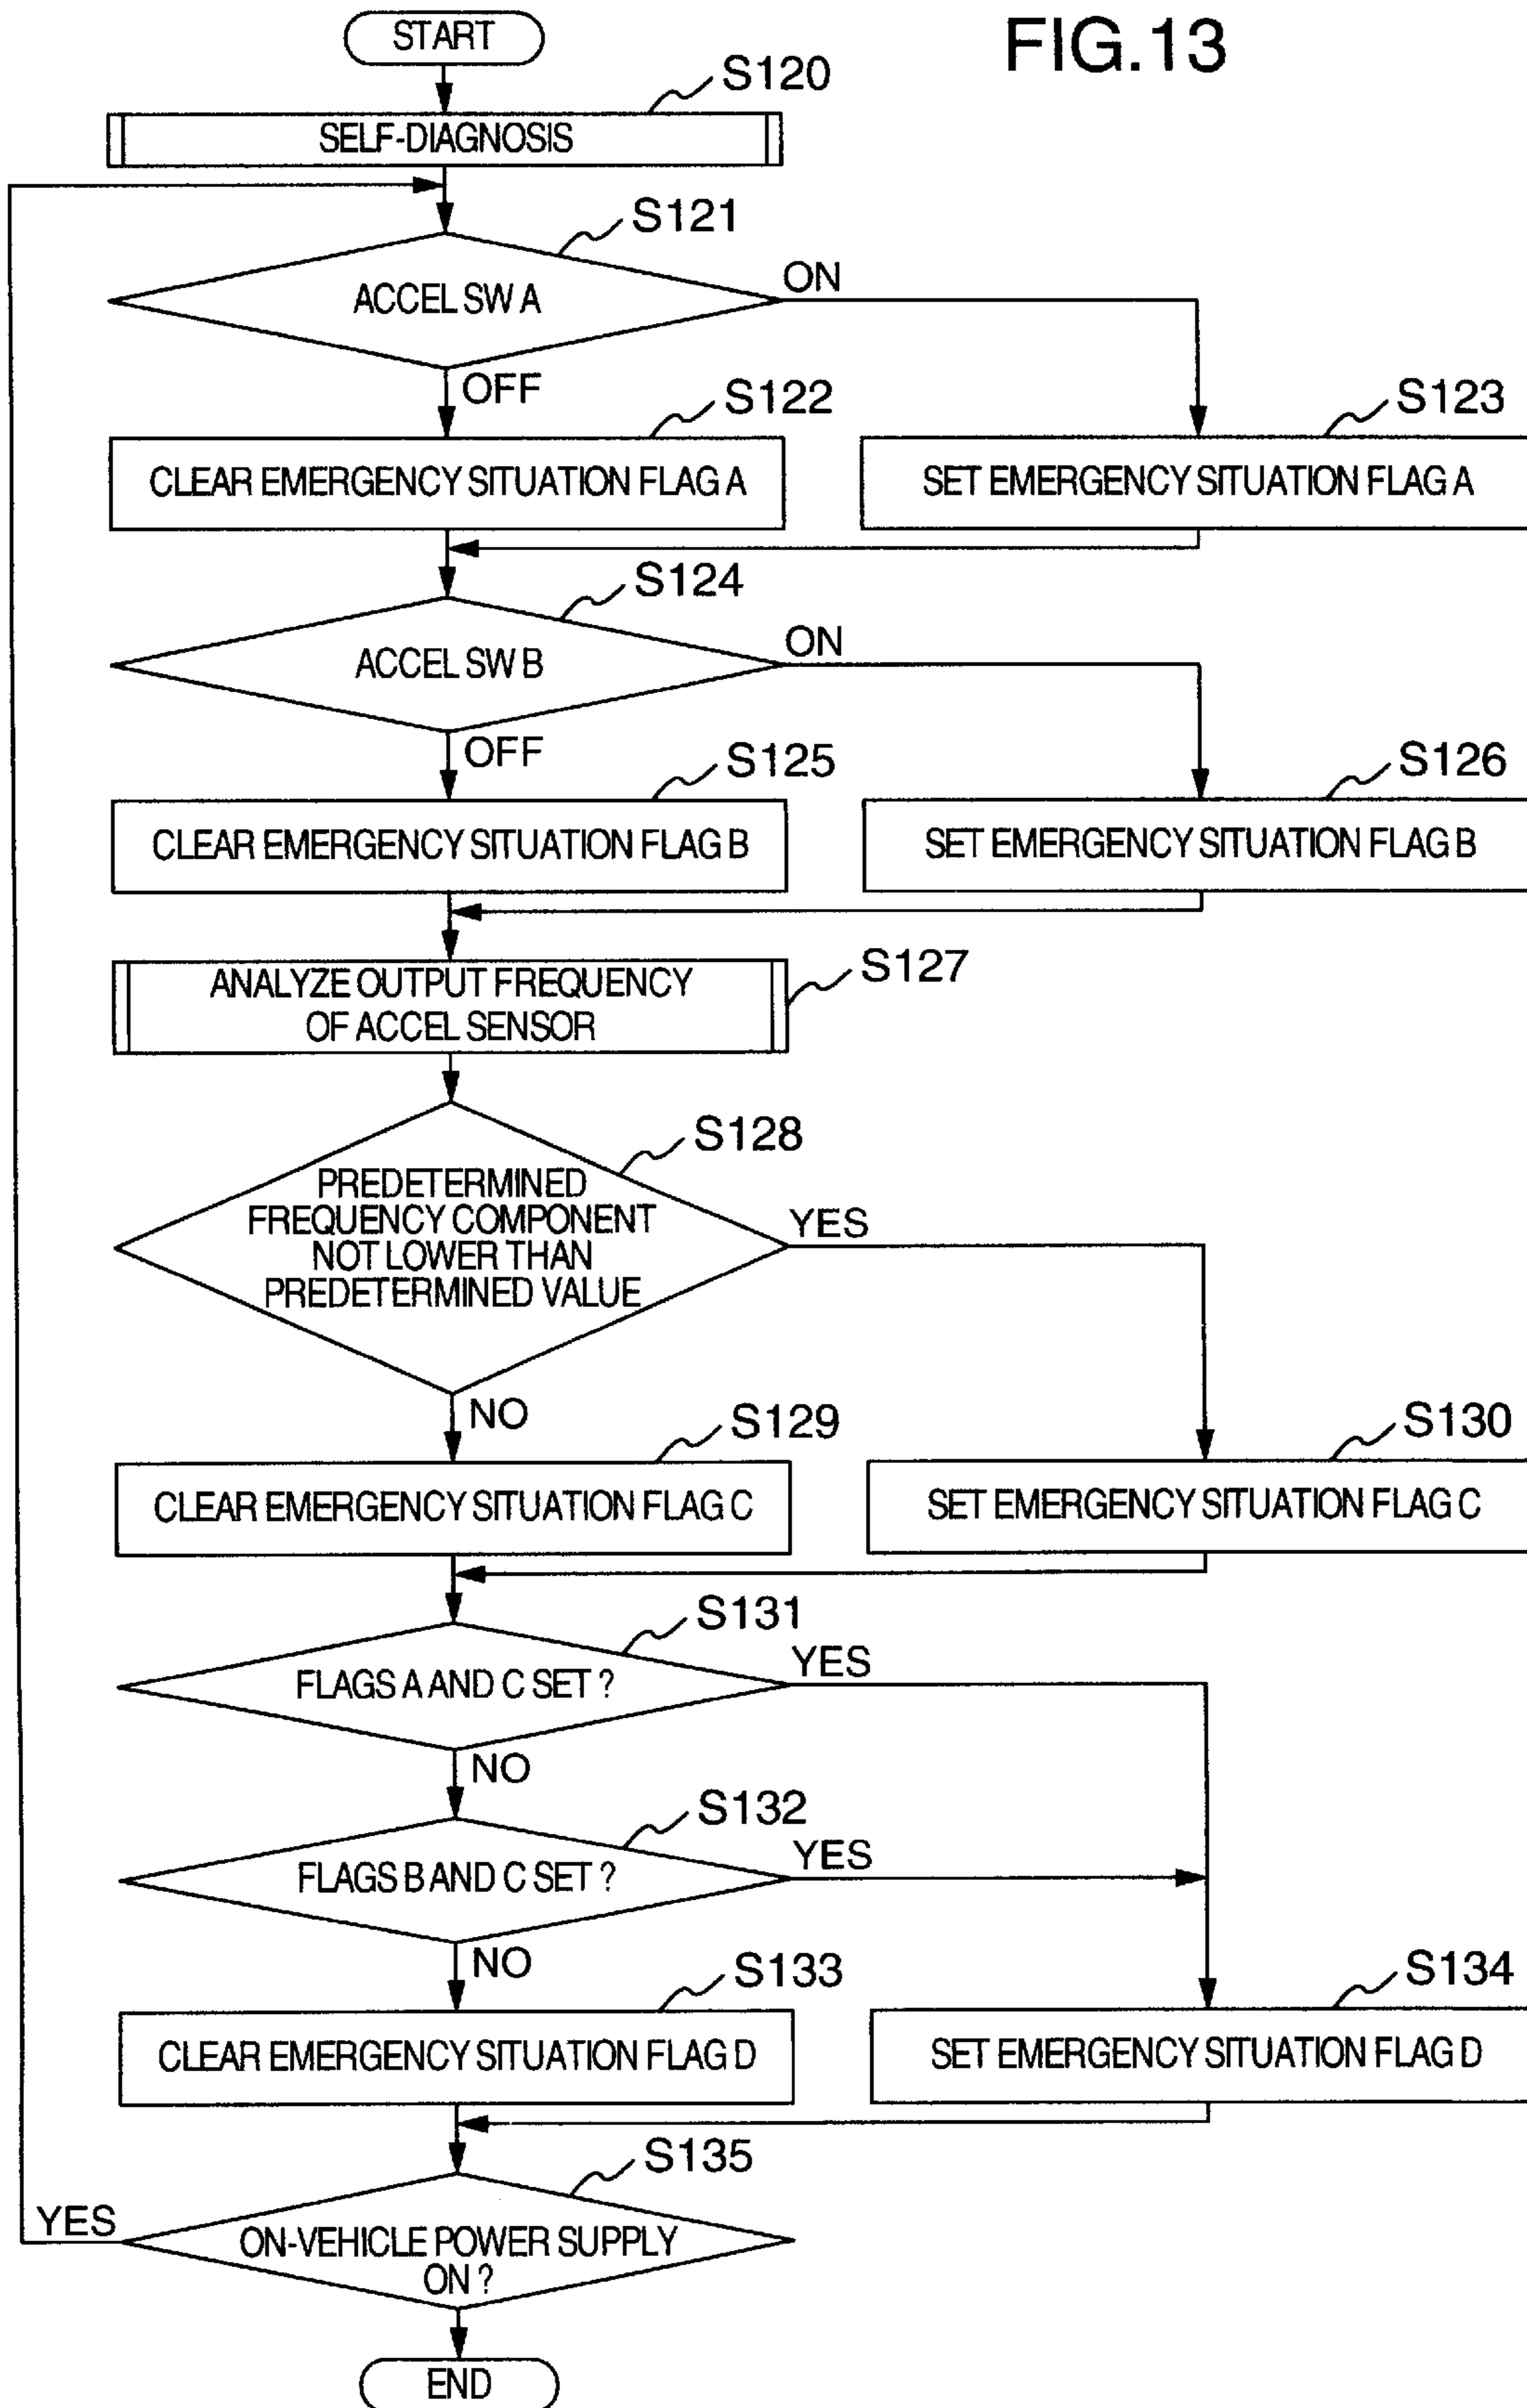 START
FIG.13
S120
SELF-DIAGNOSIS
S121
ACCEL SW A
ON
OFF
S122
S123
CLEAR EMERGENCY SITUATION FLAG A
SET EMERGENCY SITUATION FLAG A
S124
ACCEL SW B
ON
OFF
S125
S126
CLEAR EMERGENCY SITUATION FLAG B
SET EMERGENCY SITUATION FLAG B
S127
ANALYZE OUTPUT FREQUENCY
OF ACCEL SENSOR
S128
PREDETERMINED
FREQUENCY COMPONENT
NOT LOWER THAN
PREDETERMINED VALUE
YES
NO
S129
S130
CLEAR EMERGENCY SITUATION FLAG C
SET EMERGENCY SITUATION FLAG C
S131
FLAGS A AND C SET ?
YES
NO
S132
FLAGS B AND C SET ?
YES
NO
S133
S134
CLEAR EMERGENCY SITUATION FLAG D
SET EMERGENCY SITUATION FLAG D
S135
YES
ON-VEHICLE POWER SUPPLY
ON ?
END